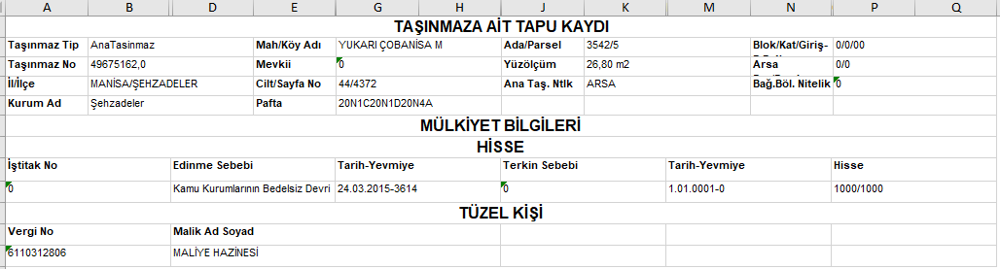 A B D E G H J K M N P Q
TAŞINMAZA AİT TAPU KAYDI
Taşınmaz Tip AnaTasinmaz Mah/Köy Adı YUKARI ÇOBANİSA M Ada/Parsel 3542/5 Blok/Kat/Giriş- 0/0/00
Taşınmaz No 49675162,0 Mevkii 0 Yüzölçüm 26,80 m2 Arsa 0/0
İl/İlçe MANİSA/ŞEHZADELER Cilt/Sayfa No 44/4372 Ana Taş. Ntlk ARSA Bağ.Böl. Nitelik 0
Kurum Ad Şehzadeler Pafta 20N1C20N1D20N4A
MÜLKİYET BİLGİLERİ
HİSSE
İştitak No Edinme Sebebi Tarih-Yevmiye Terkin Sebebi Tarih-Yevmiye Hisse
0 Kamu Kurumlarının Bedelsiz Devri 24.03.2015-3614 0 1.01.0001-0 1000/1000
TÜZEL KİŞİ
Vergi No Malik Ad Soyad
6110312806 MALİYE HAZİNESİ